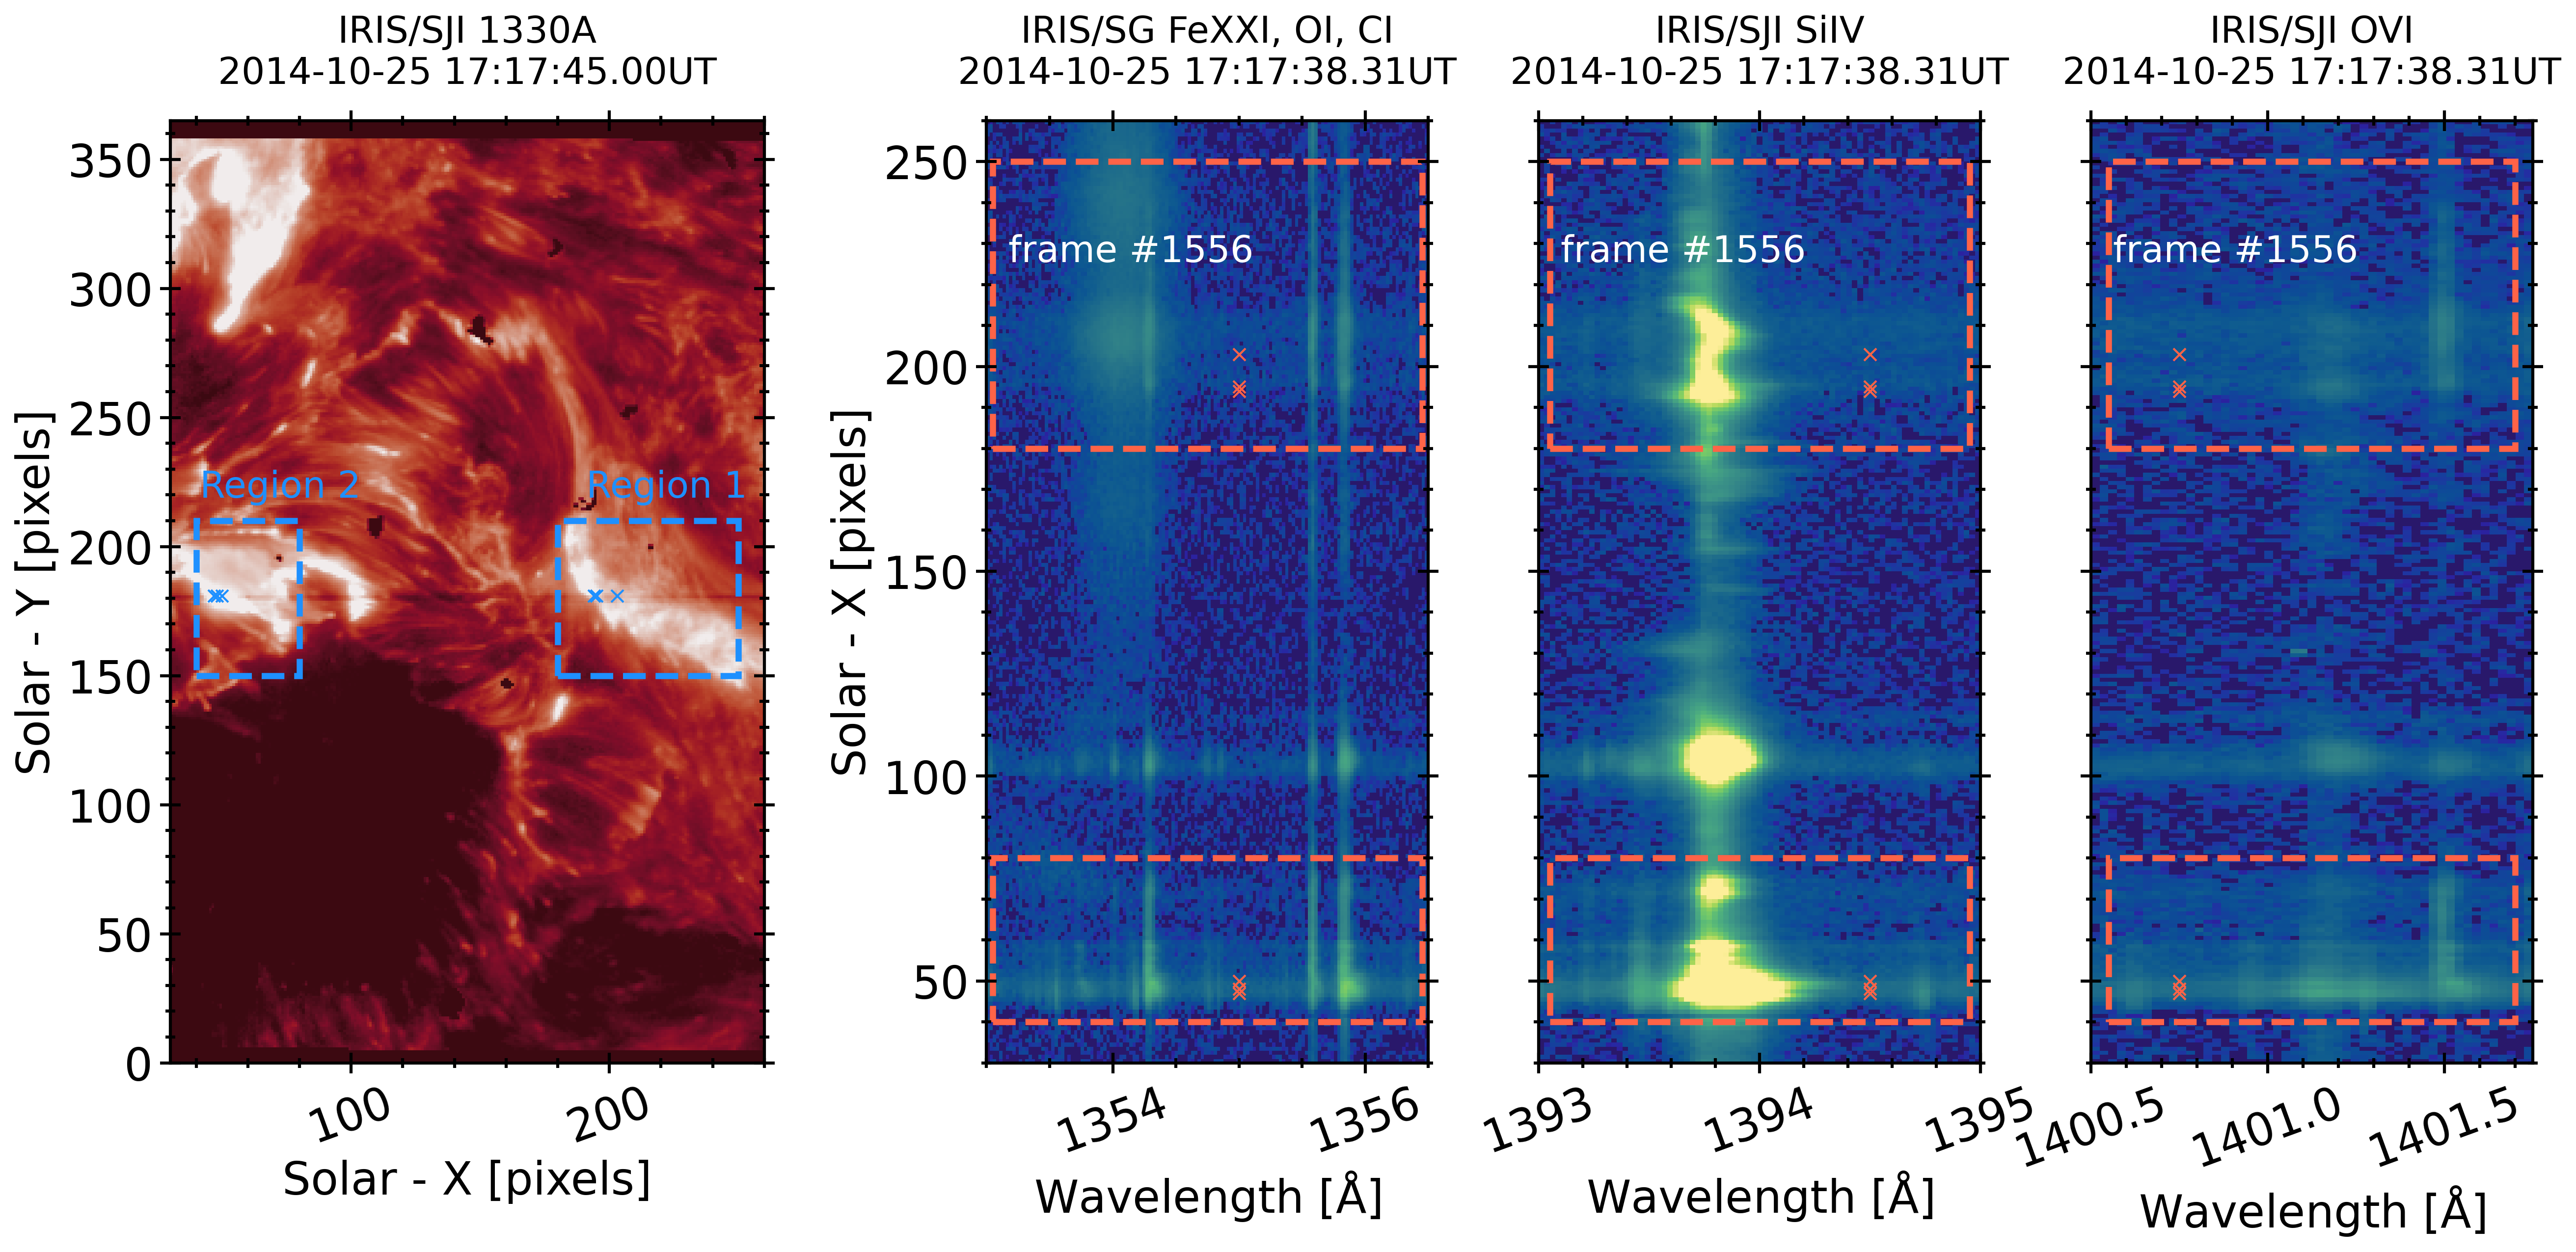 IRIS/SJI 1330A
2014-10-25 17:17:45.00UT
350
300
250
200
150
100
50
0
Solar - Y [pixels]
Region 2
Region 1
100
200
Solar - X [pixels]
IRIS/SG FeXXI, OI, CI
2014-10-25 17:17:38.31UT
250
200
150
100
50
Solar - X [pixels]
frame #1556
1354
1356
Wavelength [Å]
IRIS/SJI SiIV
2014-10-25 17:17:38.31UT
frame #1556
1393
1394
1395
Wavelength [Å]
IRIS/SJI OVI
2014-10-25 17:17:38.31UT
frame #1556
1400.5
1401.0
1401.5
Wavelength [Å]